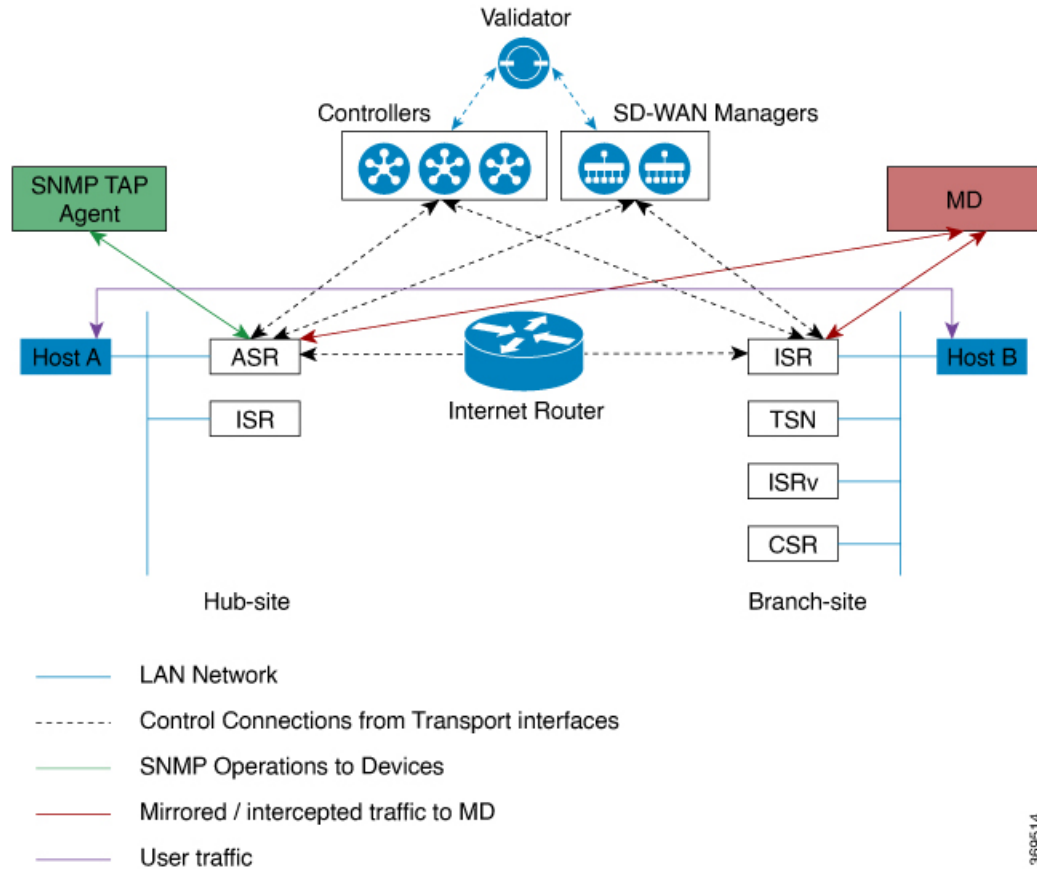 Validator
Controllers
SD-WAN Managers
SNMP TAP
Agent
MD
Host A
ASR
ISR
Host B
ISR
Internet Router
TSN
ISRv
CSR
Hub-site
Branch-site
LAN Network
Control Connections from Transport interfaces
SNMP Operations to Devices
Mirrored / intercepted traffic to MD
User traffic
369514